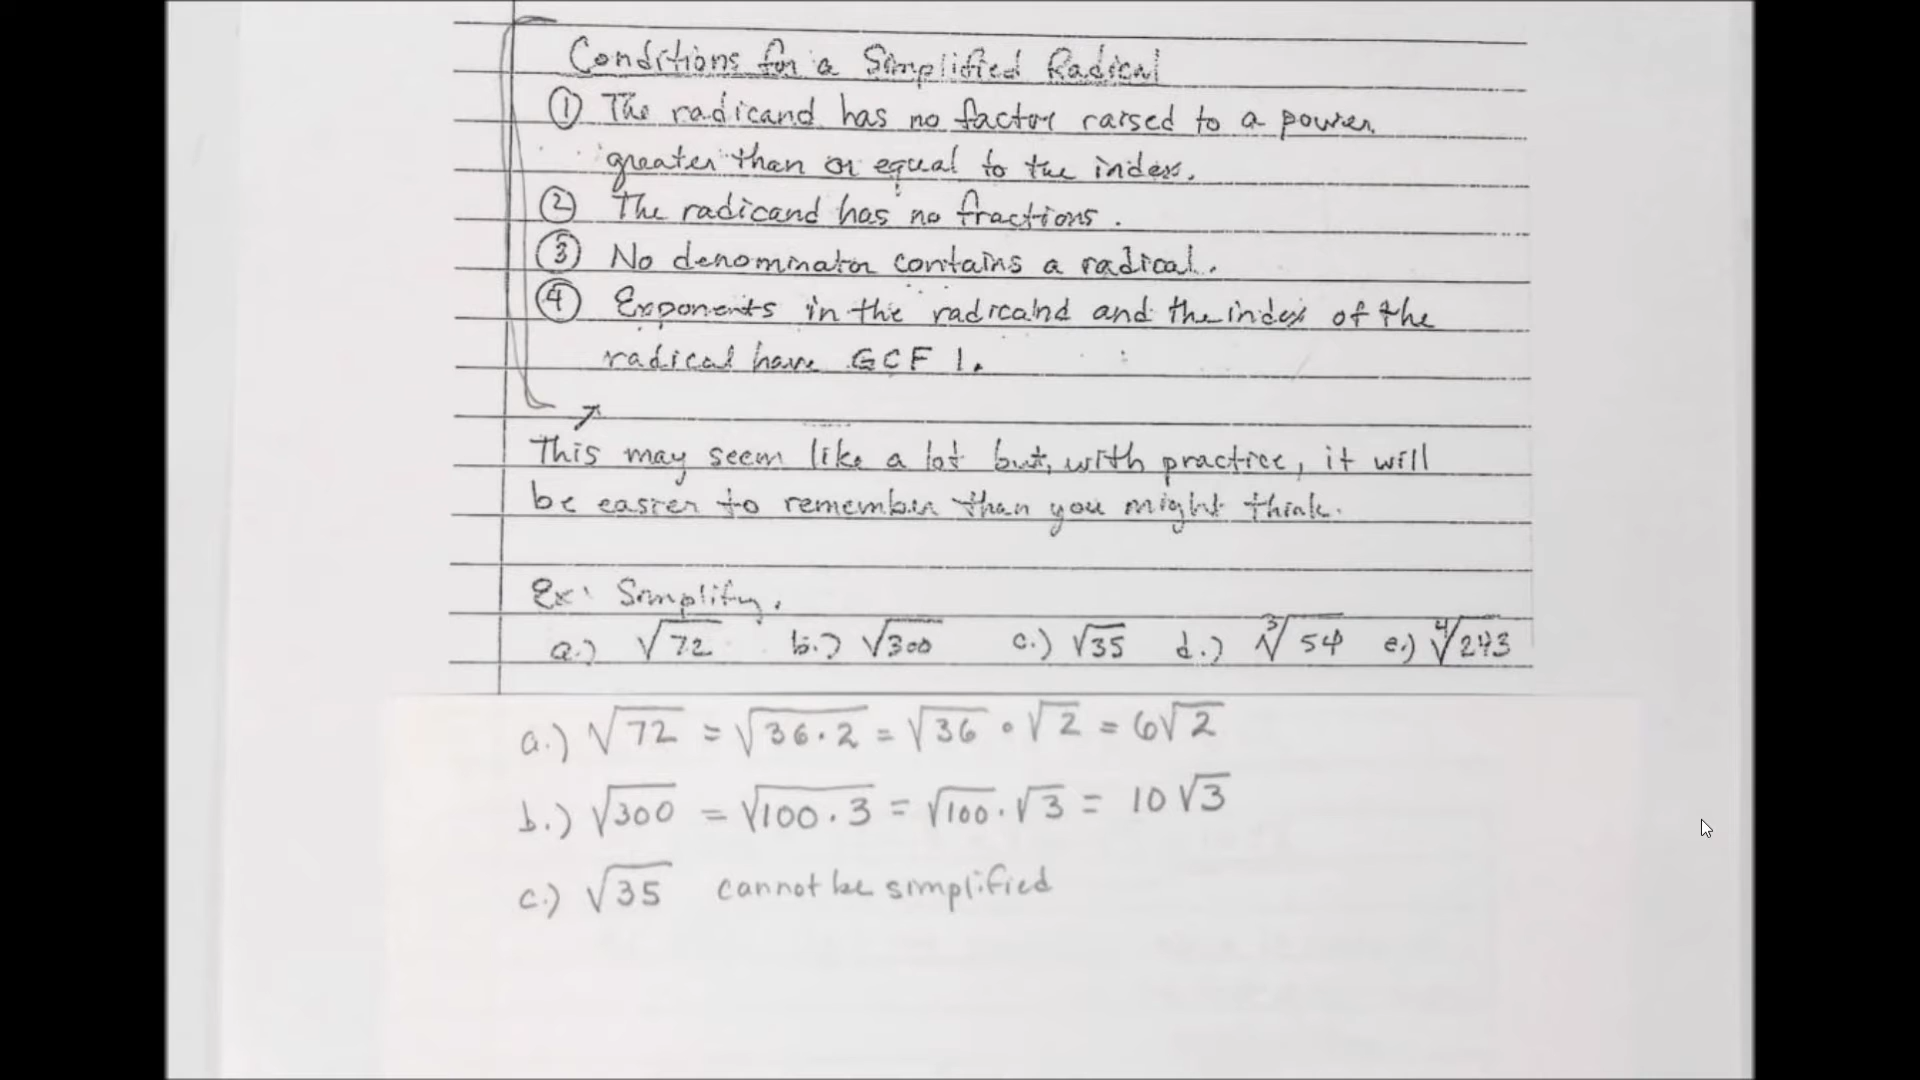 Conditions for a Simplified Radical
① The radicand has no factor raised to a power
greater than or equal to the index.
② The radicand has no fractions.
③ No denominator contains a radical.
④ Exponents in the radicand and the index of the
radical have GCF 1.
This may seem like a lot but, with practice, it will
be easier to remember than you might think.
Ex: Simplify.
a.) √72 b.) √300 c.) √35 d.) ∛54 e.) ∜243
a.) √72 = √36·2 = √36 · √2 = 6√2
b.) √300 = √100·3 = √100 · √3 = 10√3
c.) √35 cannot be simplified